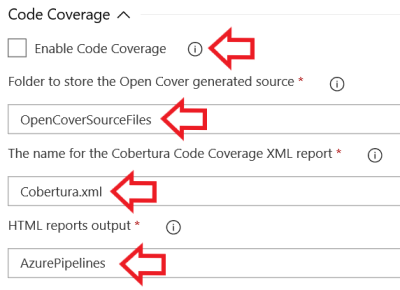 Code Coverage
Enable Code Coverage
Folder to store the Open Cover generated source *
OpenCoverSourceFiles
The name for the Cobertura Code Coverage XML report *
Cobertura.xml
HTML reports output *
AzurePipelines